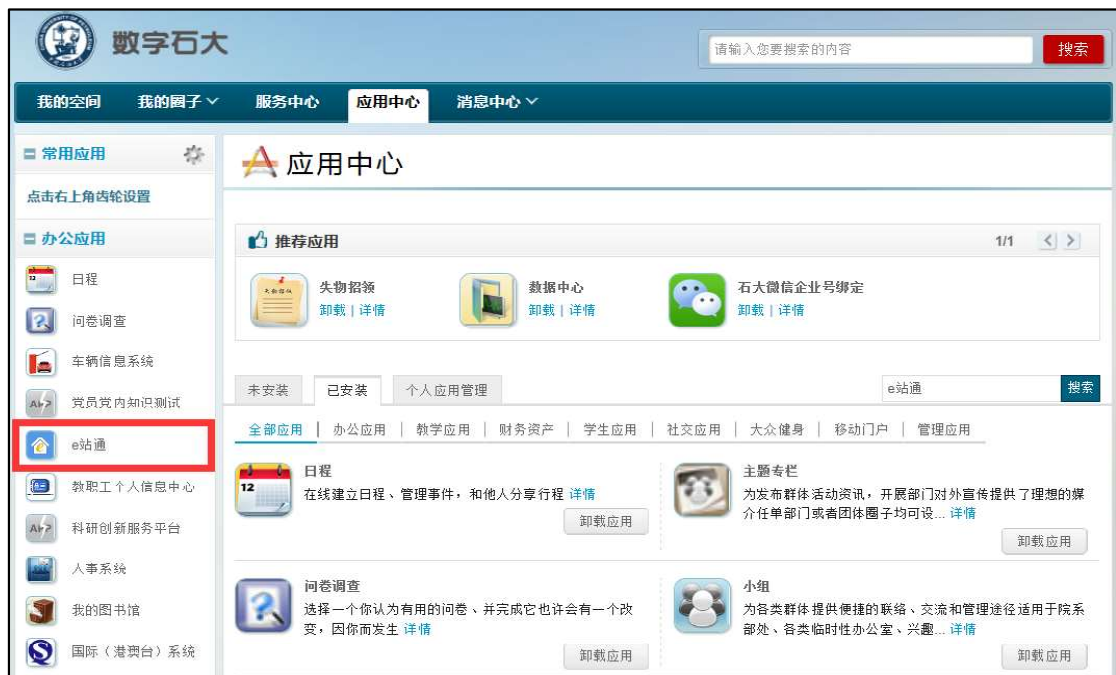 数字石大
请输入您要搜索的内容
搜索
我的空间 我的圈子 服务中心 应用中心 消息中心
常用应用
点击右上角齿轮设置
办公应用
日程
问卷调查
车辆信息系统
党员党内知识测试
e站通
教职工个人信息中心
科研创新服务平台
人事系统
我的图书馆
国际（港澳台）系统
应用中心
推荐应用 1/1
失物招领
卸载 | 详情
数据中心
卸载 | 详情
石大微信企业号绑定
卸载 | 详情
未安装 已安装 个人应用管理 e站通 搜索
全部应用 | 办公应用 | 教学应用 | 财务资产 | 学生应用 | 社交应用 | 大众健身 | 移动门户 | 管理应用
12
日程
在线建立日程、管理事件，和他人分享行程 详情
卸载应用
主题专栏
为发布群体活动资讯，开展部门对外宣传提供了理想的媒
介任单部门或者团体圈子均可设... 详情
卸载应用
问卷调查
选择一个你认为有用的问卷、并完成它也许会有一个改
变，因你而发生 详情
卸载应用
小组
为各类群体提供便捷的联络、交流和管理途径适用于院系
部处、各类临时性办公室、兴趣... 详情
卸载应用